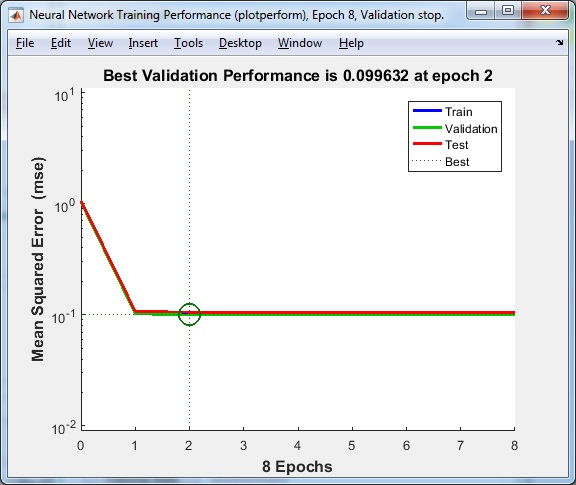 Neural Network Training Performance (plotperform), Epoch 8, Validation stop.
File Edit View Insert Tools Desktop Window Help
Best Validation Performance is 0.099632 at epoch 2
10^1
Train
Validation
Test
Best
10^0
Mean Squared Error (mse)
10^-1
10^-2
0 1 2 3 4 5 6 7 8
8 Epochs